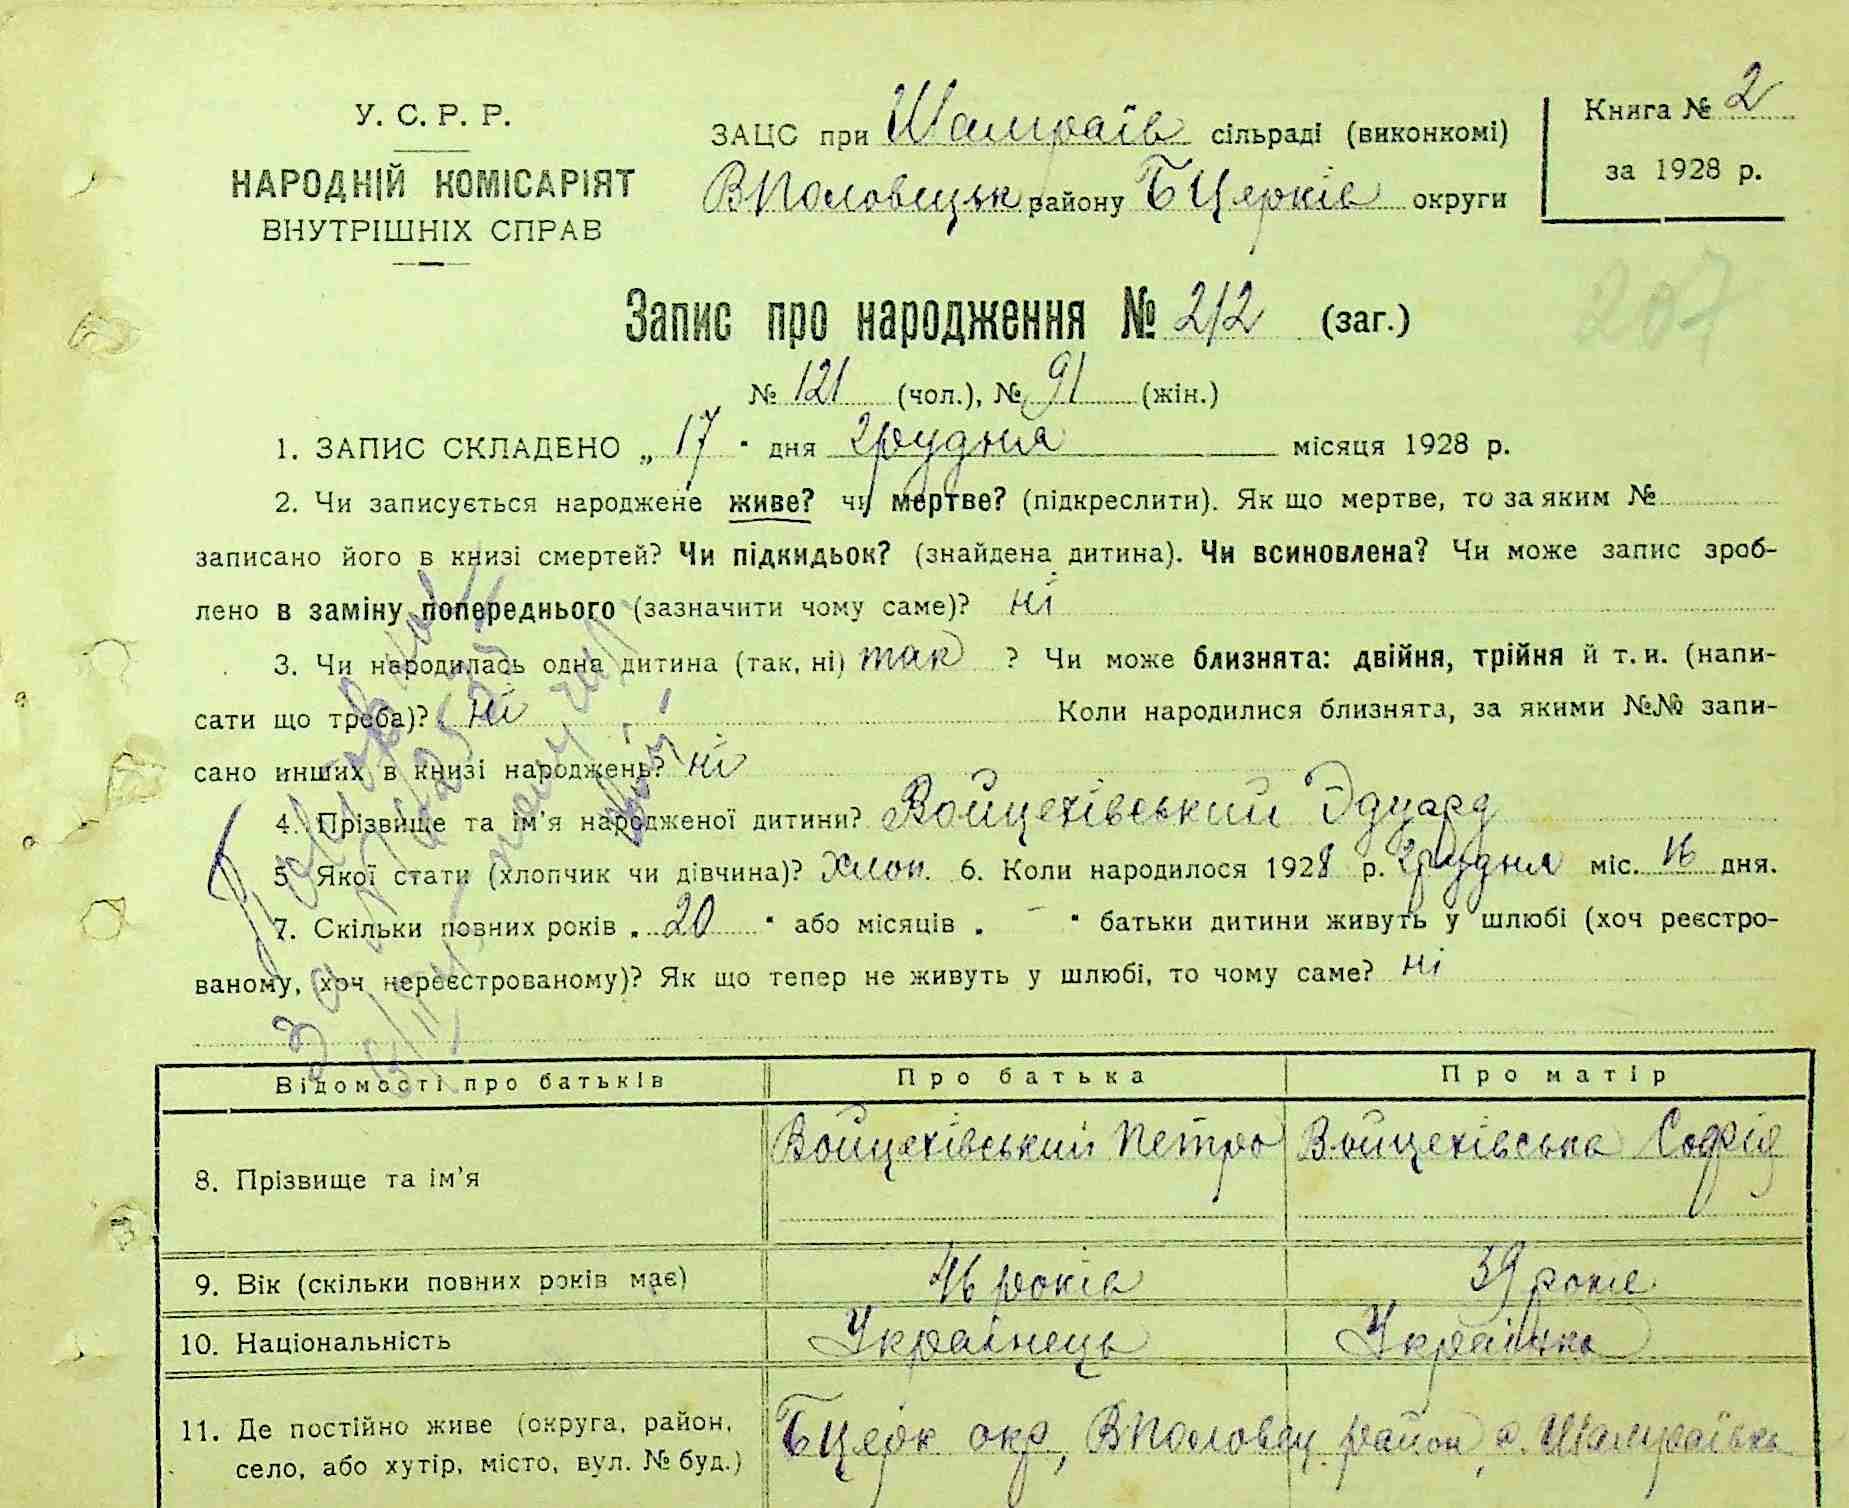 У. С. Р. Р.
НАРОДНІЙ КОМІСАРІЯТ
ВНУТРІШНІХ СПРАВ
ЗАЦС при Шамраїв сільраді (виконкомі)
ВПоловецьк району БЦерків округи
Книга № 2
за 1928 р.
207
Запис про народження № 212 (заг.)
№ 121 (чол.), № 91 (жін.)
1. ЗАПИС СКЛАДЕНО „ 17 " дня грудня місяця 1928 р.
2. Чи записується народжене живе? чи мертве? (підкреслити). Як що мертве, то за яким №
записано його в книзі смертей? Чи підкидьок? (знайдена дитина). Чи всиновлена? Чи може запис зроб-
лено в заміну попереднього (зазначити чому саме)? ні
3. Чи народилась одна дитина (так, ні) так ? Чи може близнята: двійня, трійня й т. и. (напи-
сати що треба)? ні Коли народилися близнята, за якими №№ запи-
сано инших в книзі народжень? ні
4. Прізвище та ім'я народженої дитини? Войцехівський Эдуард
5. Якої стати (хлопчик чи дівчина)? Хлоп. 6. Коли народилося 1928 р. грудня міс. 16 дня.
7. Скільки повних років „ 20 " або місяців „ - " батьки дитини живуть у шлюбі (хоч реєстро-
ваному, хоч нереєстрованому)? Як що тепер не живуть у шлюбі, то чому саме? ні
Відомості про батьків Про батька Про матір
8. Прізвище та ім'я Войцехівський Петро Войцехівська Софія
9. Вік (скільки повних років має) 46 років 39 років
10. Національність Українець Українка
11. Де постійно живе (округа, район,
село, або хутір, місто, вул. № буд.)
БЦерк окр, ВПоловец. район, с. Шамраївка